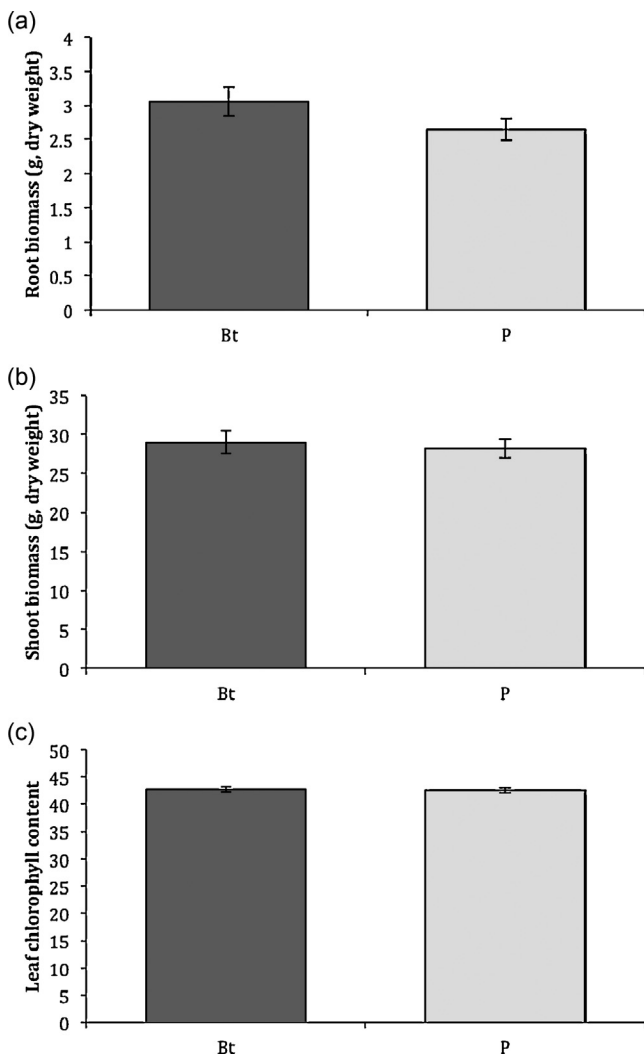 (a)
Root biomass (g, dry weight)
4
3.5
3
2.5
2
1.5
1
0.5
0
Bt
P
(b)
Shoot biomass (g, dry weight)
35
30
25
20
15
10
5
0
Bt
P
(c)
Leaf chlorophyll content
50
45
40
35
30
25
20
15
10
5
0
Bt
P